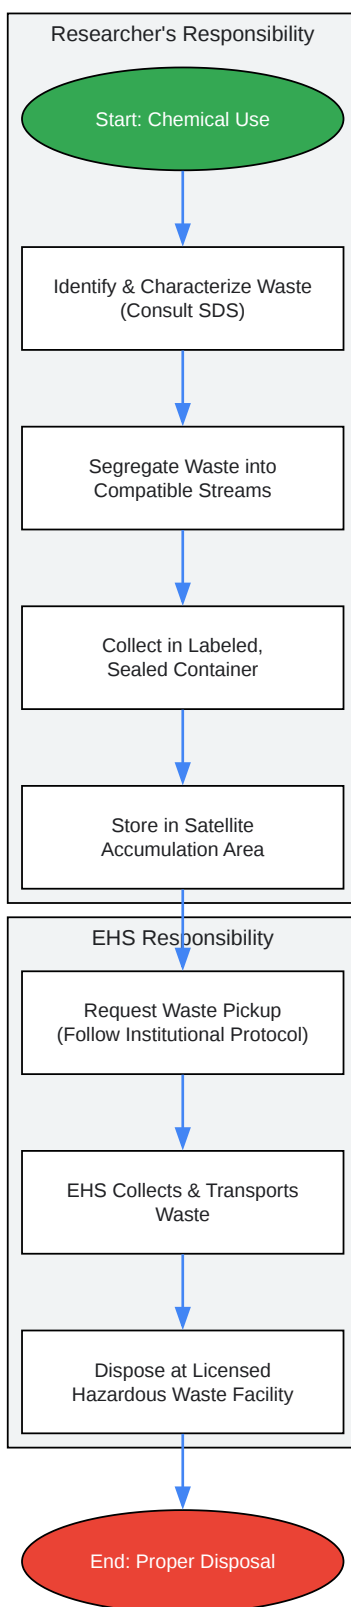 Researcher's Responsibility
Start: Chemical Use
Identify & Characterize Waste
(Consult SDS)
Segregate Waste into
Compatible Streams
Collect in Labeled,
Sealed Container
Store in Satellite
Accumulation Area
EHS Responsibility
Request Waste Pickup
(Follow Institutional Protocol)
EHS Collects & Transports
Waste
Dispose at Licensed
Hazardous Waste Facility
End: Proper Disposal